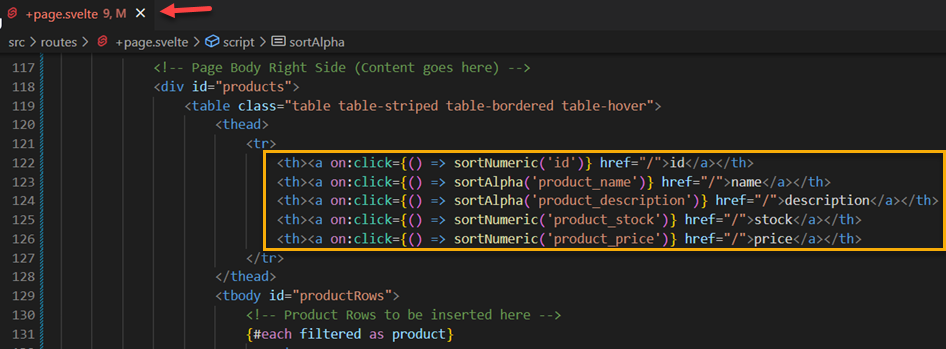 +page.svelte 9, M ×
src > routes > +page.svelte > script > sortAlpha
117 <!-- Page Body Right Side (Content goes here) -->
118 <div id="products">
119 <table class="table table-striped table-bordered table-hover">
120 <thead>
121 <tr>
122 <th><a on:click={() => sortNumeric('id')} href="/">id</a></th>
123 <th><a on:click={() => sortAlpha('product_name')} href="/">name</a></th>
124 <th><a on:click={() => sortAlpha('product_description')} href="/">description</a></th>
125 <th><a on:click={() => sortNumeric('product_stock')} href="/">stock</a></th>
126 <th><a on:click={() => sortNumeric('product_price')} href="/">price</a></th>
127 </tr>
128 </thead>
129 <tbody id="productRows">
130 <!-- Product Rows to be inserted here -->
131 {#each filtered as product}